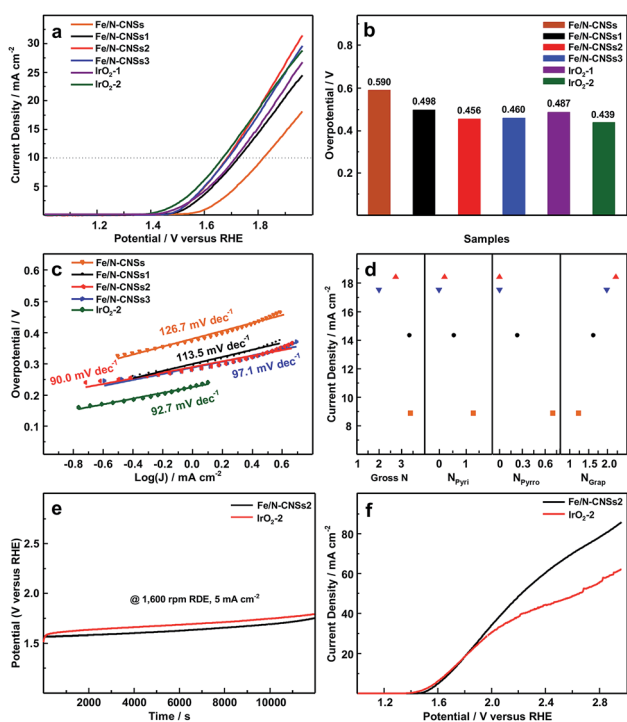 a
Fe/N-CNSs
Fe/N-CNSs1
Fe/N-CNSs2
Fe/N-CNSs3
IrO₂-1
IrO₂-2
Current Density / mA cm⁻²
30
25
20
15
10
5
1.2 1.4 1.6 1.8
Potential / V versus RHE
b
Fe/N-CNSs
Fe/N-CNSs1
Fe/N-CNSs2
Fe/N-CNSs3
IrO₂-1
IrO₂-2
Overpotential / V
0.8
0.6
0.4
0.2
0.590
0.498
0.456
0.460
0.487
0.439
Samples
c
Fe/N-CNSs
Fe/N-CNSs1
Fe/N-CNSs2
Fe/N-CNSs3
IrO₂-2
Overpotential / V
0.6
0.5
0.4
0.3
0.2
0.1
126.7 mV dec⁻¹
90.0 mV dec⁻¹
113.5 mV dec⁻¹
97.1 mV dec⁻¹
92.7 mV dec⁻¹
-0.8 -0.6 -0.4 -0.2 0.0 0.2 0.4 0.6 0.8
Log(J) / mA cm⁻²
d
Current Density / mA cm⁻²
18
16
14
12
10
8
1 2 3 0 1 0 0.3 0.6 1 1.5 2.0
Gross N N_Pyri N_Pyrro N_Grap
e
Fe/N-CNSs2
IrO₂-2
Potential (V versus RHE)
2.5
2.0
1.5
@ 1,600 rpm RDE, 5 mA cm⁻²
2000 4000 6000 8000 10000
Time / s
f
Fe/N-CNSs2
IrO₂-2
Current Density / mA cm⁻²
80
60
40
20
0
1.2 1.6 2.0 2.4 2.8
Potential / V versus RHE